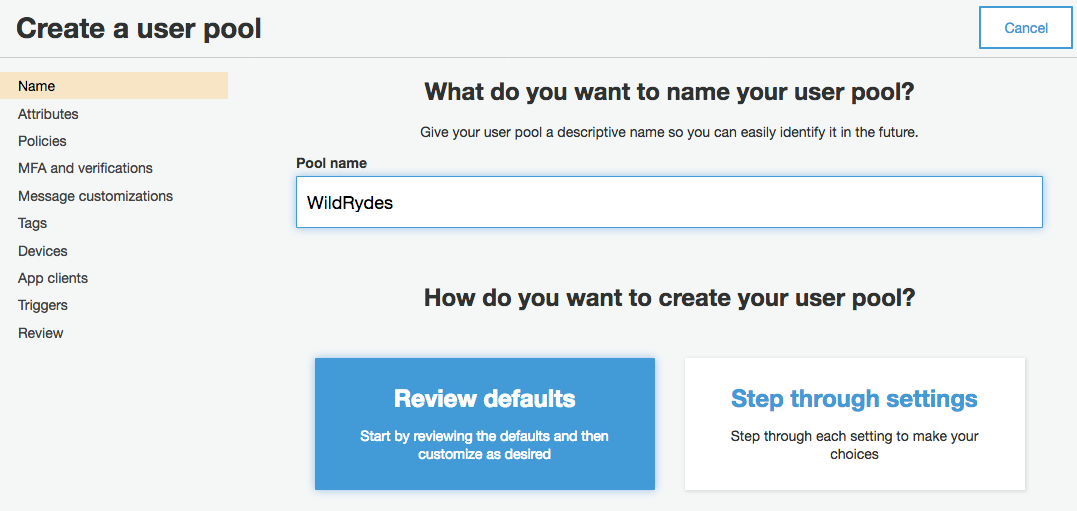 Create a user pool
Cancel
Name
Attributes
Policies
MFA and verifications
Message customizations
Tags
Devices
App clients
Triggers
Review
What do you want to name your user pool?
Give your user pool a descriptive name so you can easily identify it in the future.
Pool name
WildRydes
How do you want to create your user pool?
Review defaults
Start by reviewing the defaults and then
customize as desired
Step through settings
Step through each setting to make your
choices